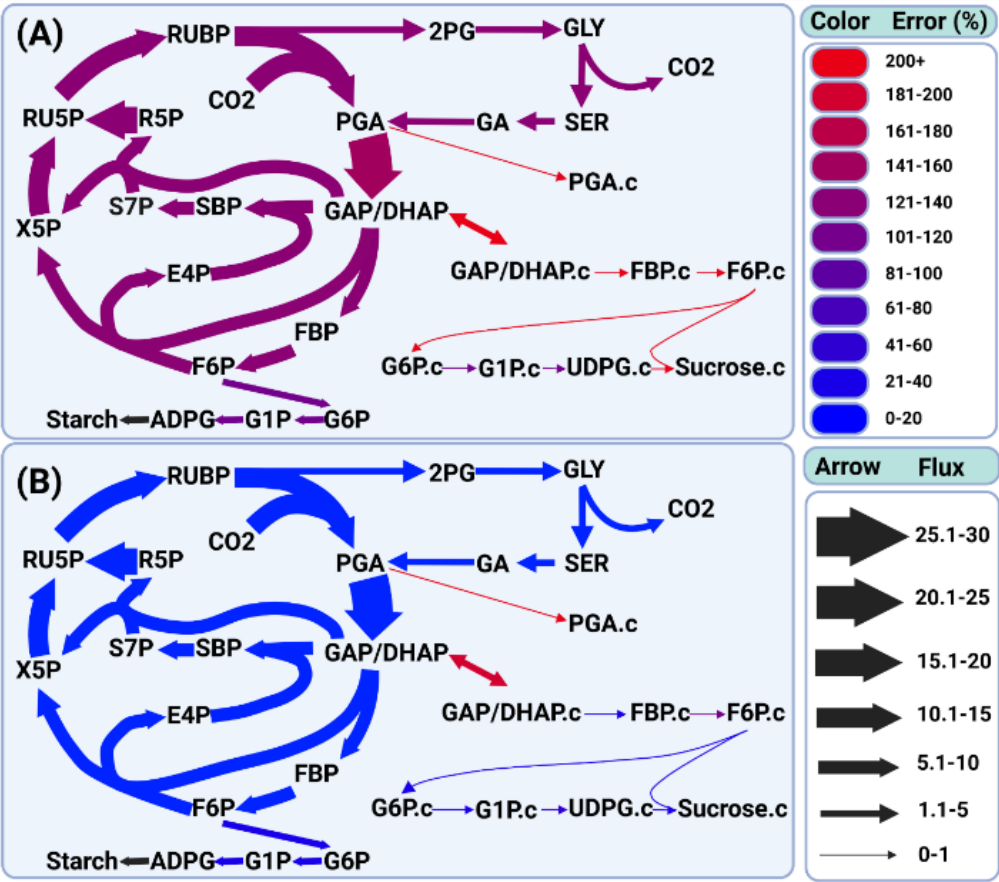 (A)
RUBP
2PG
GLY
CO2
CO2
RU5P
R5P
PGA
GA
SER
PGA.c
S7P
SBP
GAP/DHAP
X5P
E4P
GAP/DHAP.c
FBP.c
F6P.c
FBP
F6P
G6P.c
G1P.c
UDPG.c
Sucrose.c
Starch
ADPG
G1P
G6P
Color Error (%)
200+
181-200
161-180
141-160
121-140
101-120
81-100
61-80
41-60
21-40
0-20
(B)
RUBP
2PG
GLY
CO2
CO2
RU5P
R5P
PGA
GA
SER
PGA.c
S7P
SBP
GAP/DHAP
X5P
E4P
GAP/DHAP.c
FBP.c
F6P.c
FBP
F6P
G6P.c
G1P.c
UDPG.c
Sucrose.c
Starch
ADPG
G1P
G6P
Arrow Flux
25.1-30
20.1-25
15.1-20
10.1-15
5.1-10
1.1-5
0-1